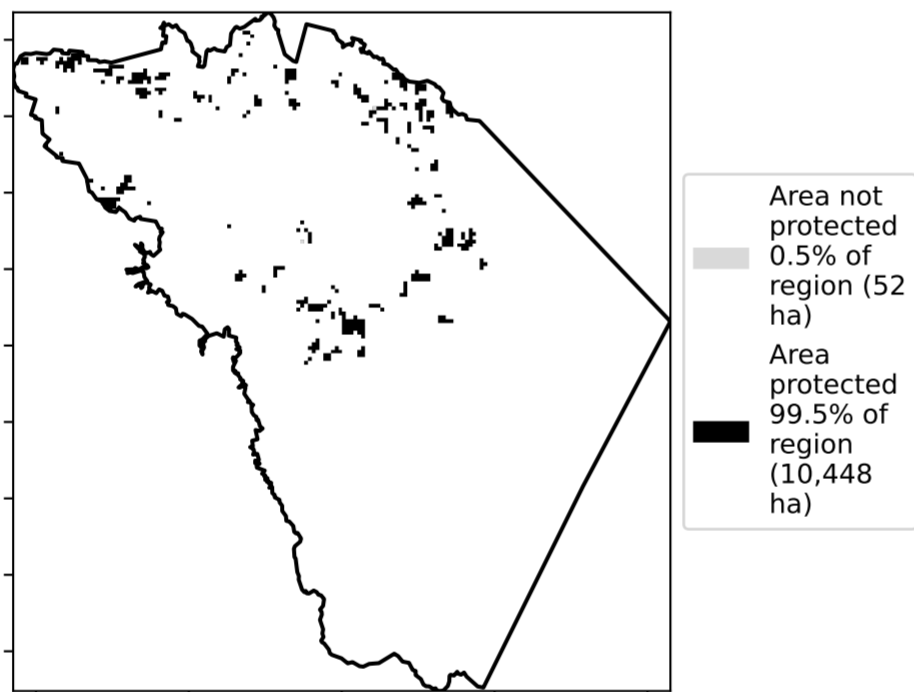 Area not
protected
0.5% of
region (52
ha)
Area
protected
99.5% of
region
(10,448
ha)